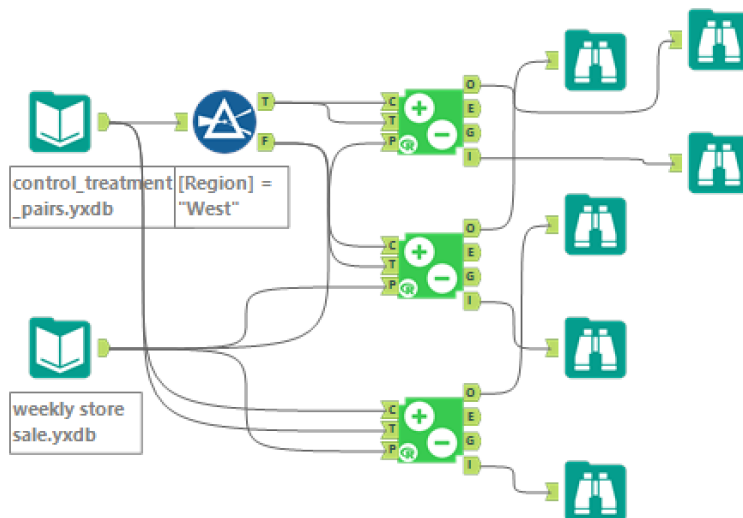 T
F
control_treatment
_pairs.yxdb
[Region] =
"West"
C
T
P
R
O
E
G
I
C
T
P
R
O
E
G
I
weekly store
sale.yxdb
C
T
P
R
O
E
G
I